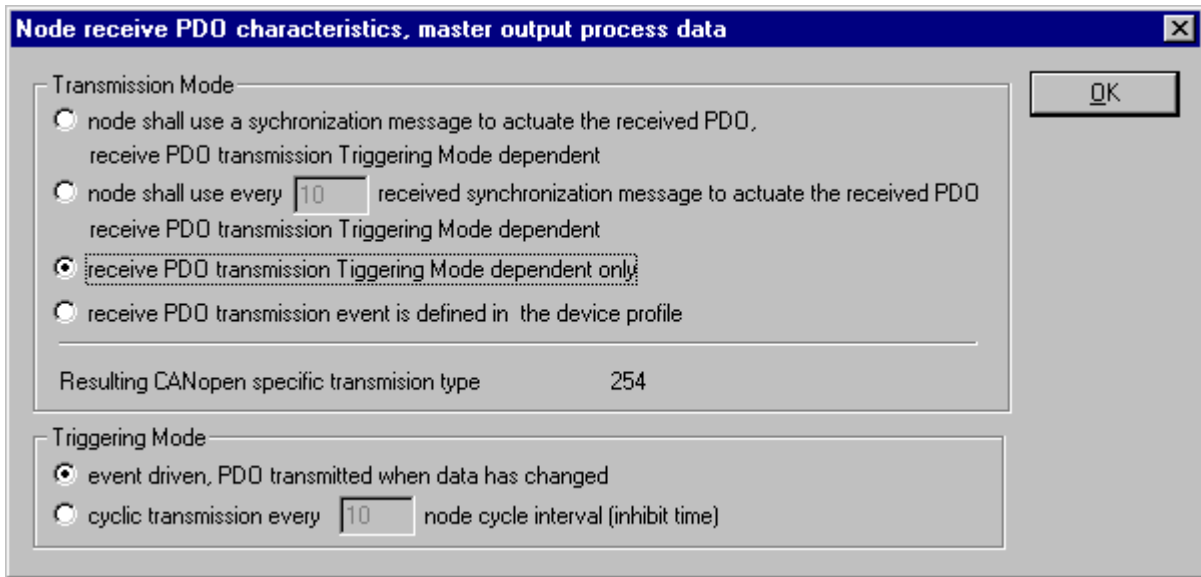 Node receive PDO characteristics, master output process data
Transmission Mode
OK
node shall use a sychronization message to actuate the received PDO,
receive PDO transmission Triggering Mode dependent
node shall use every 10 received synchronization message to actuate the received PDO
receive PDO transmission Triggering Mode dependent
receive PDO transmission Tiggering Mode dependent only
receive PDO transmission event is defined in the device profile
Resulting CANopen specific transmision type 254
Triggering Mode
event driven, PDO transmitted when data has changed
cyclic transmission every 10 node cycle interval (inhibit time)